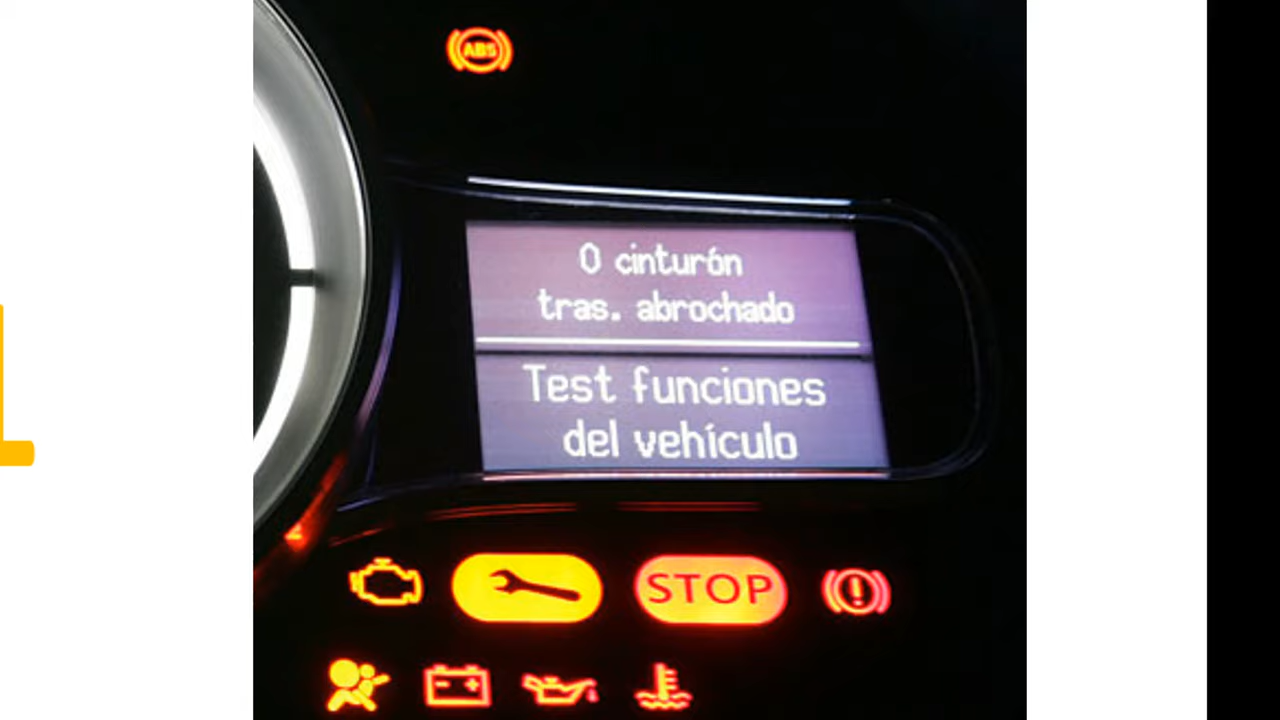 ABS
0 cinturón
tras. abrochado
Test funciones
del vehículo
STOP